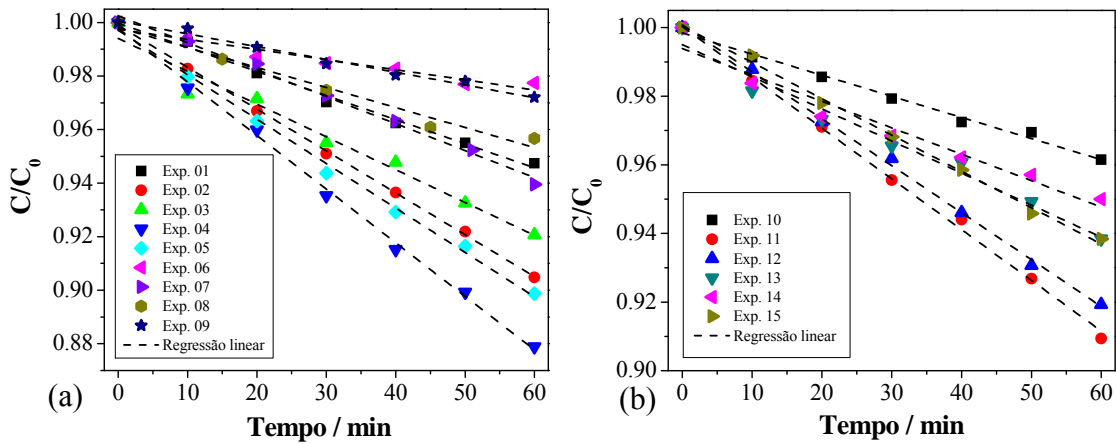 1.00
0.98
0.96
0.94
0.92
0.90
0.88
C/C0
Exp. 01
Exp. 02
Exp. 03
Exp. 04
Exp. 05
Exp. 06
Exp. 07
Exp. 08
Exp. 09
Regressão linear
0 10 20 30 40 50 60
(a)
Tempo / min
1.00
0.98
0.96
0.94
0.92
0.90
C/C0
Exp. 10
Exp. 11
Exp. 12
Exp. 13
Exp. 14
Exp. 15
Regressão linear
0 10 20 30 40 50 60
(b)
Tempo / min